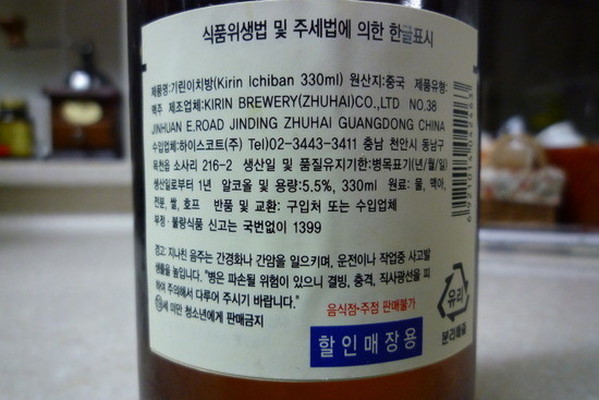 식품위생법 및 주세법에 의한 한글표시
제품명:기린이치방(Kirin Ichiban 330ml) 원산지:중국 제품유형:
맥주 제조업체:KIRIN BREWERY(ZHUHAI)CO.,LTD NO.38
JINHUAN E.ROAD JINDING ZHUHAI GUANGDONG CHINA
수입업체:하이스코트(주) Tel)02-3443-3411 충남 천안시 동남구
목천읍 소사리 216-2 생산일 및 품질유지기한:병목표기(년/월/일)
생산일로부터 1년 알코올 및 용량:5.5%, 330ml 원료: 물, 맥아,
전분, 쌀, 호프 반품 및 교환: 구입처 또는 수입업체
부정·불량식품 신고는 국번없이 1399
경고: 지나친 음주는 간경화나 간암을 일으키며, 운전이나 작업중 사고발
생률을 높입니다. "병은 파손될 위험이 있으니 결빙, 충격, 직사광선을 피
하여 주의해서 다루어 주시기 바랍니다."
19세 미만 청소년에게 판매금지
음식점·주점 판매불가
할인매장용
유리
분리배출